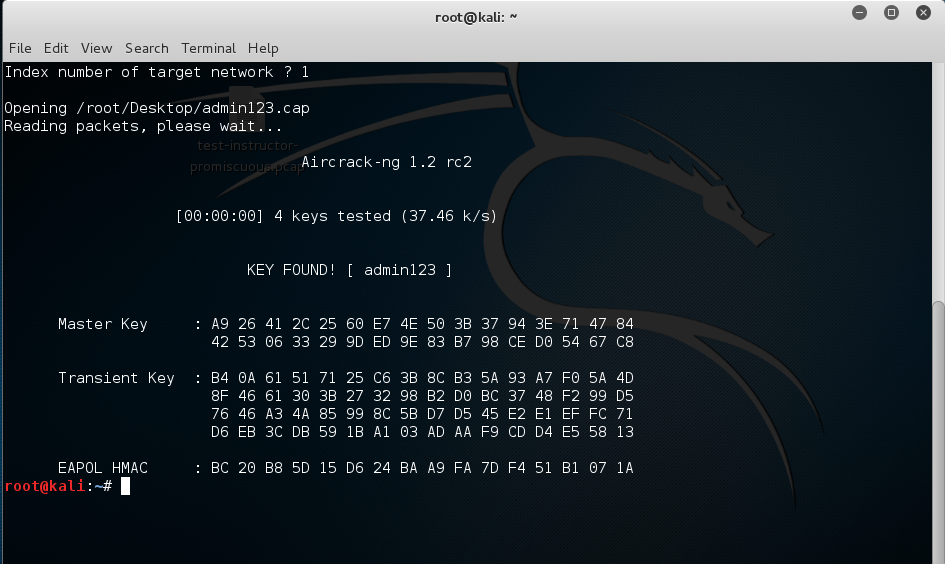 root@kali: ~
File Edit View Search Terminal Help
Index number of target network ? 1
Opening /root/Desktop/admin123.cap
Reading packets, please wait...
test-instructor-
promiscuous.pcap
Aircrack-ng 1.2 rc2
[00:00:00] 4 keys tested (37.46 k/s)
KEY FOUND! [ admin123 ]
Master Key : A9 26 41 2C 25 60 E7 4E 50 3B 37 94 3E 71 47 84
42 53 06 33 29 9D ED 9E 83 B7 98 CE D0 54 67 C8
Transient Key : B4 0A 61 51 71 25 C6 3B 8C B3 5A 93 A7 F0 5A 4D
8F 46 61 30 3B 27 32 98 B2 D0 BC 37 48 F2 99 D5
76 46 A3 4A 85 99 8C 5B D7 D5 45 E2 E1 EF FC 71
D6 EB 3C DB 59 1B A1 03 AD AA F9 CD D4 E5 58 13
EAPOL HMAC : BC 20 B8 5D 15 D6 24 BA A9 FA 7D F4 51 B1 07 1A
root@kali:~#